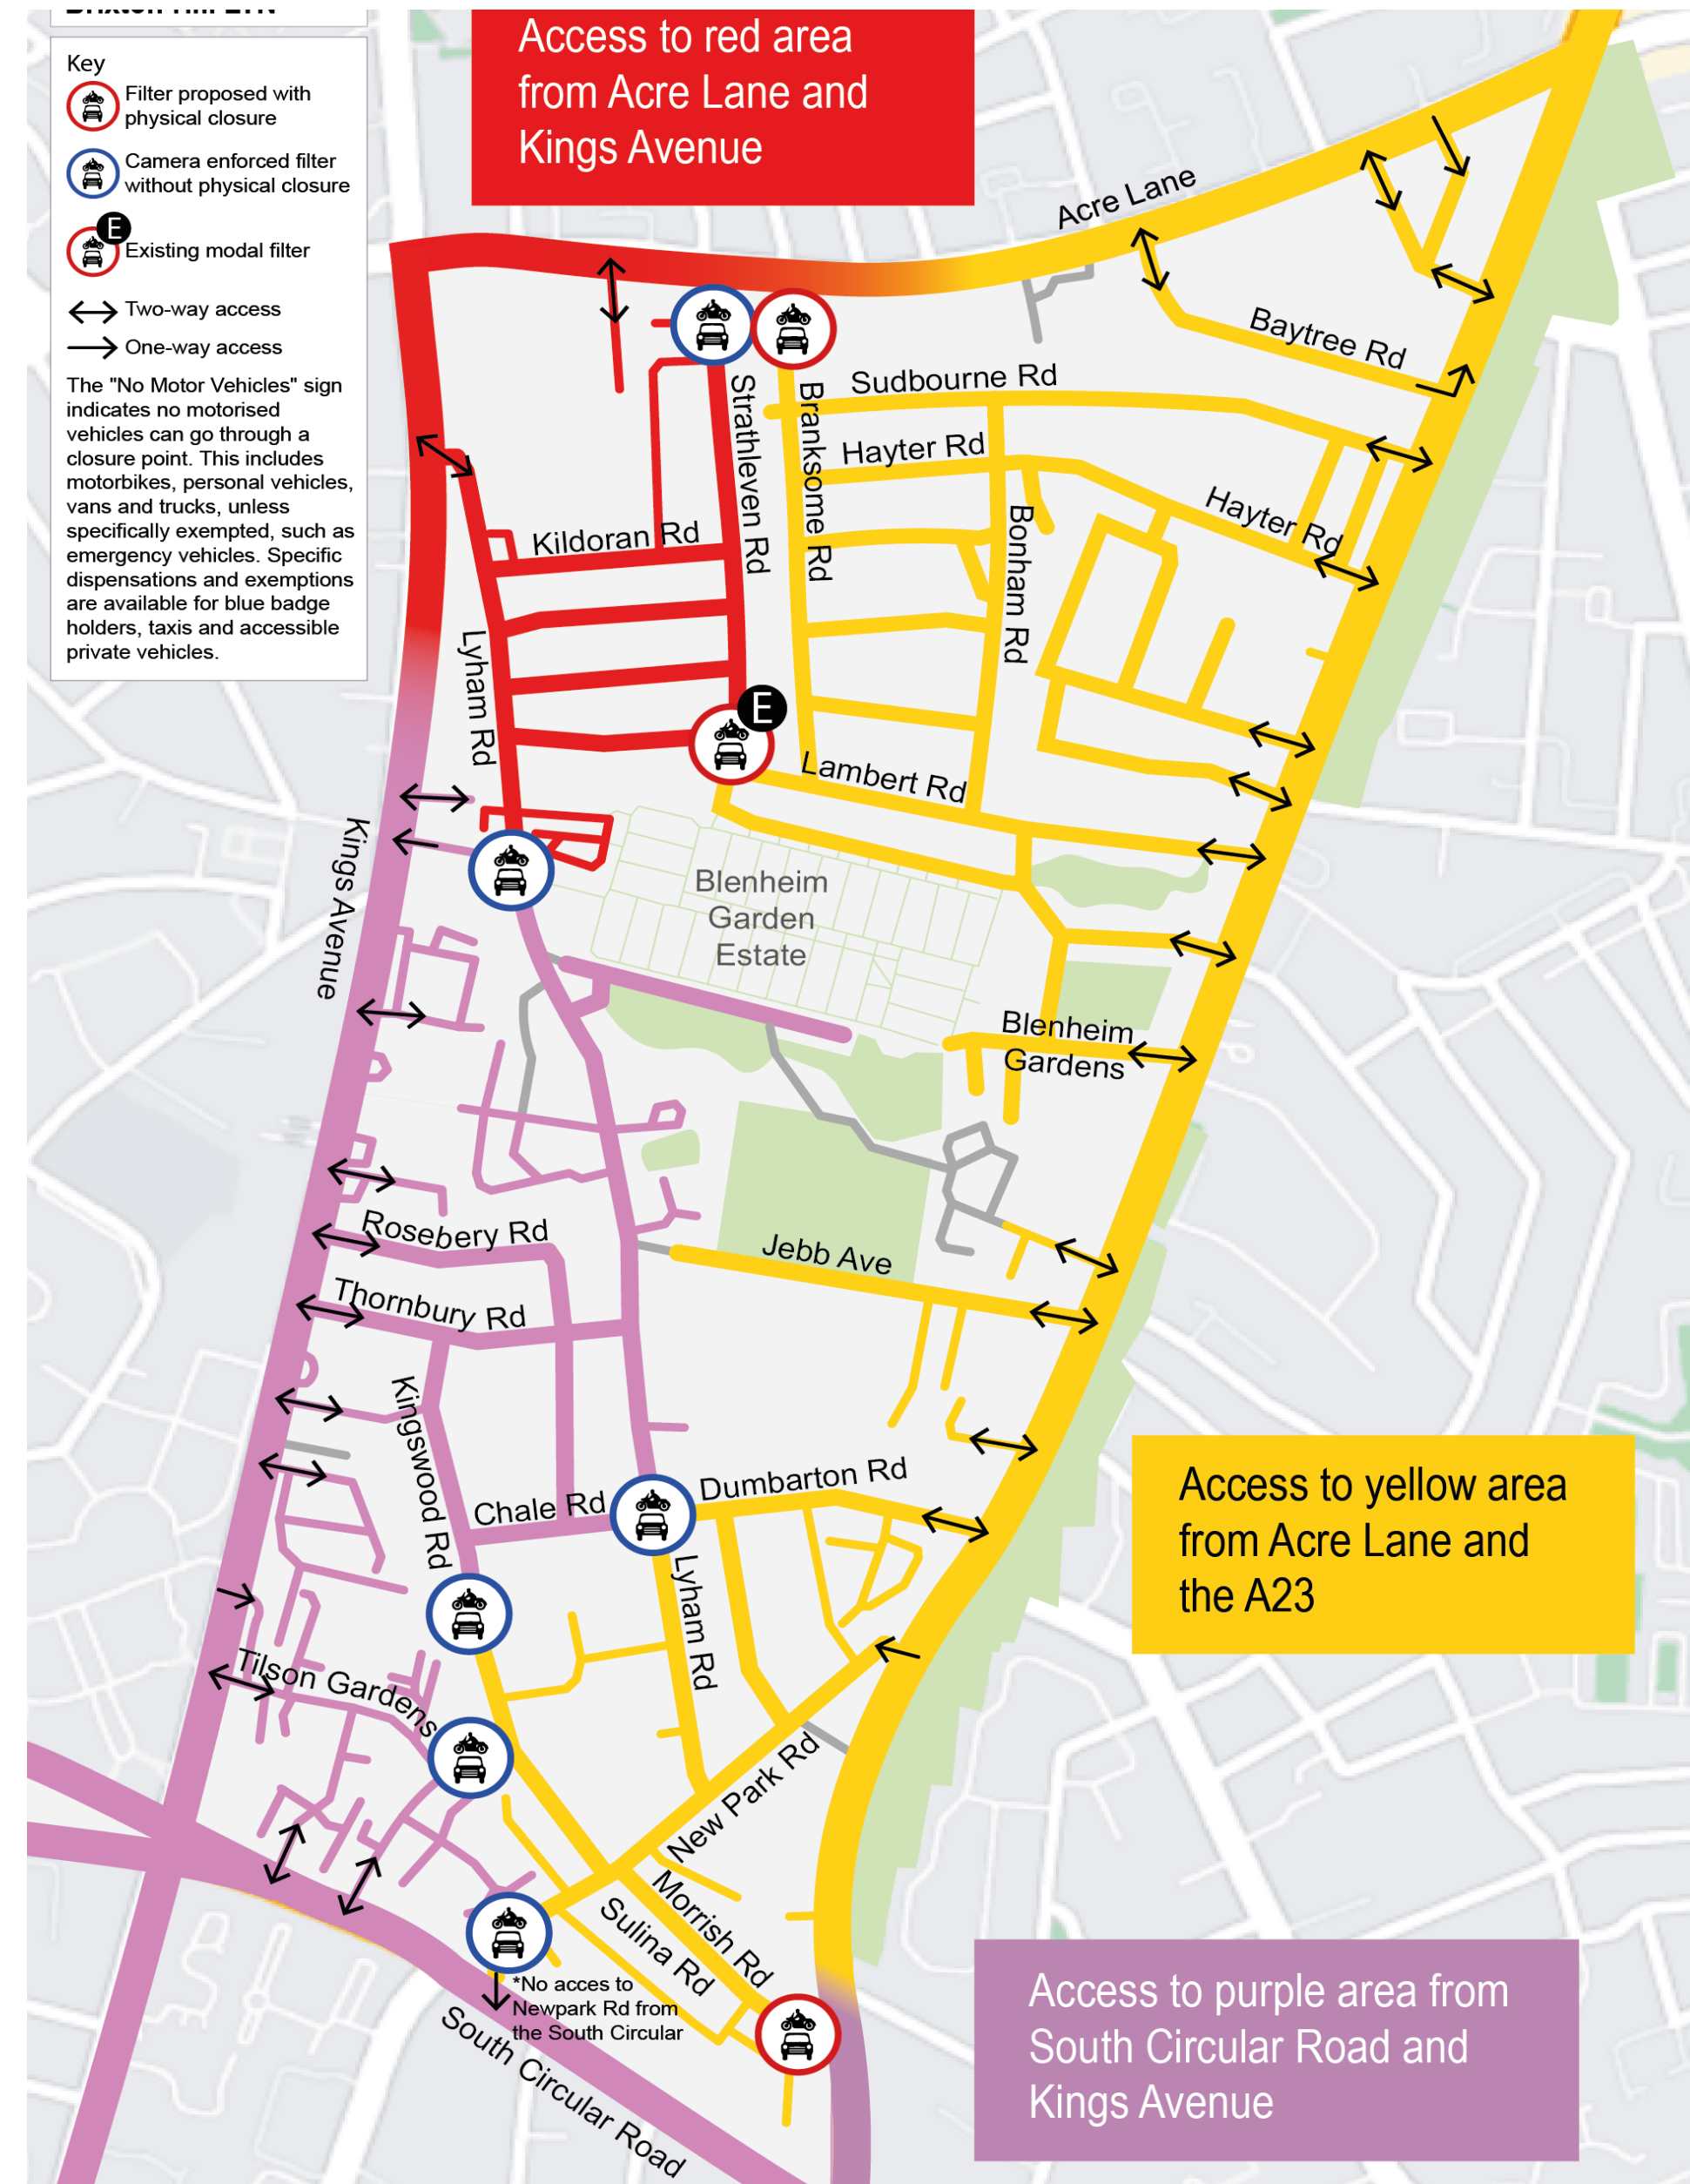 Key
Filter proposed with
physical closure
Camera enforced filter
without physical closure
E
Existing modal filter
Two-way access
One-way access
The "No Motor Vehicles" sign
indicates no motorised
vehicles can go through a
closure point. This includes
motorbikes, personal vehicles,
vans and trucks, unless
specifically exempted, such as
emergency vehicles. Specific
dispensations and exemptions
are available for blue badge
holders, taxis and accessible
private vehicles.
Access to red area
from Acre Lane and
Kings Avenue
Acre Lane
Baytree Rd
Sudbourne Rd
Strathleven Rd
Branksome Rd
Hayter Rd
Hayter Rd
Bonham Rd
Kildoran Rd
Lyham Rd
E
Lambert Rd
Kings Avenue
Blenheim
Garden
Estate
Blenheim
Gardens
Rosebery Rd
Jebb Ave
Thornbury Rd
Kingswood Rd
Chale Rd
Dumbarton Rd
Lyham Rd
Access to yellow area
from Acre Lane and
the A23
Tilson Gardens
New Park Rd
Morrish Rd
Sulina Rd
*No acces to
Newpark Rd from
the South Circular
South Circular Road
Access to purple area from
South Circular Road and
Kings Avenue